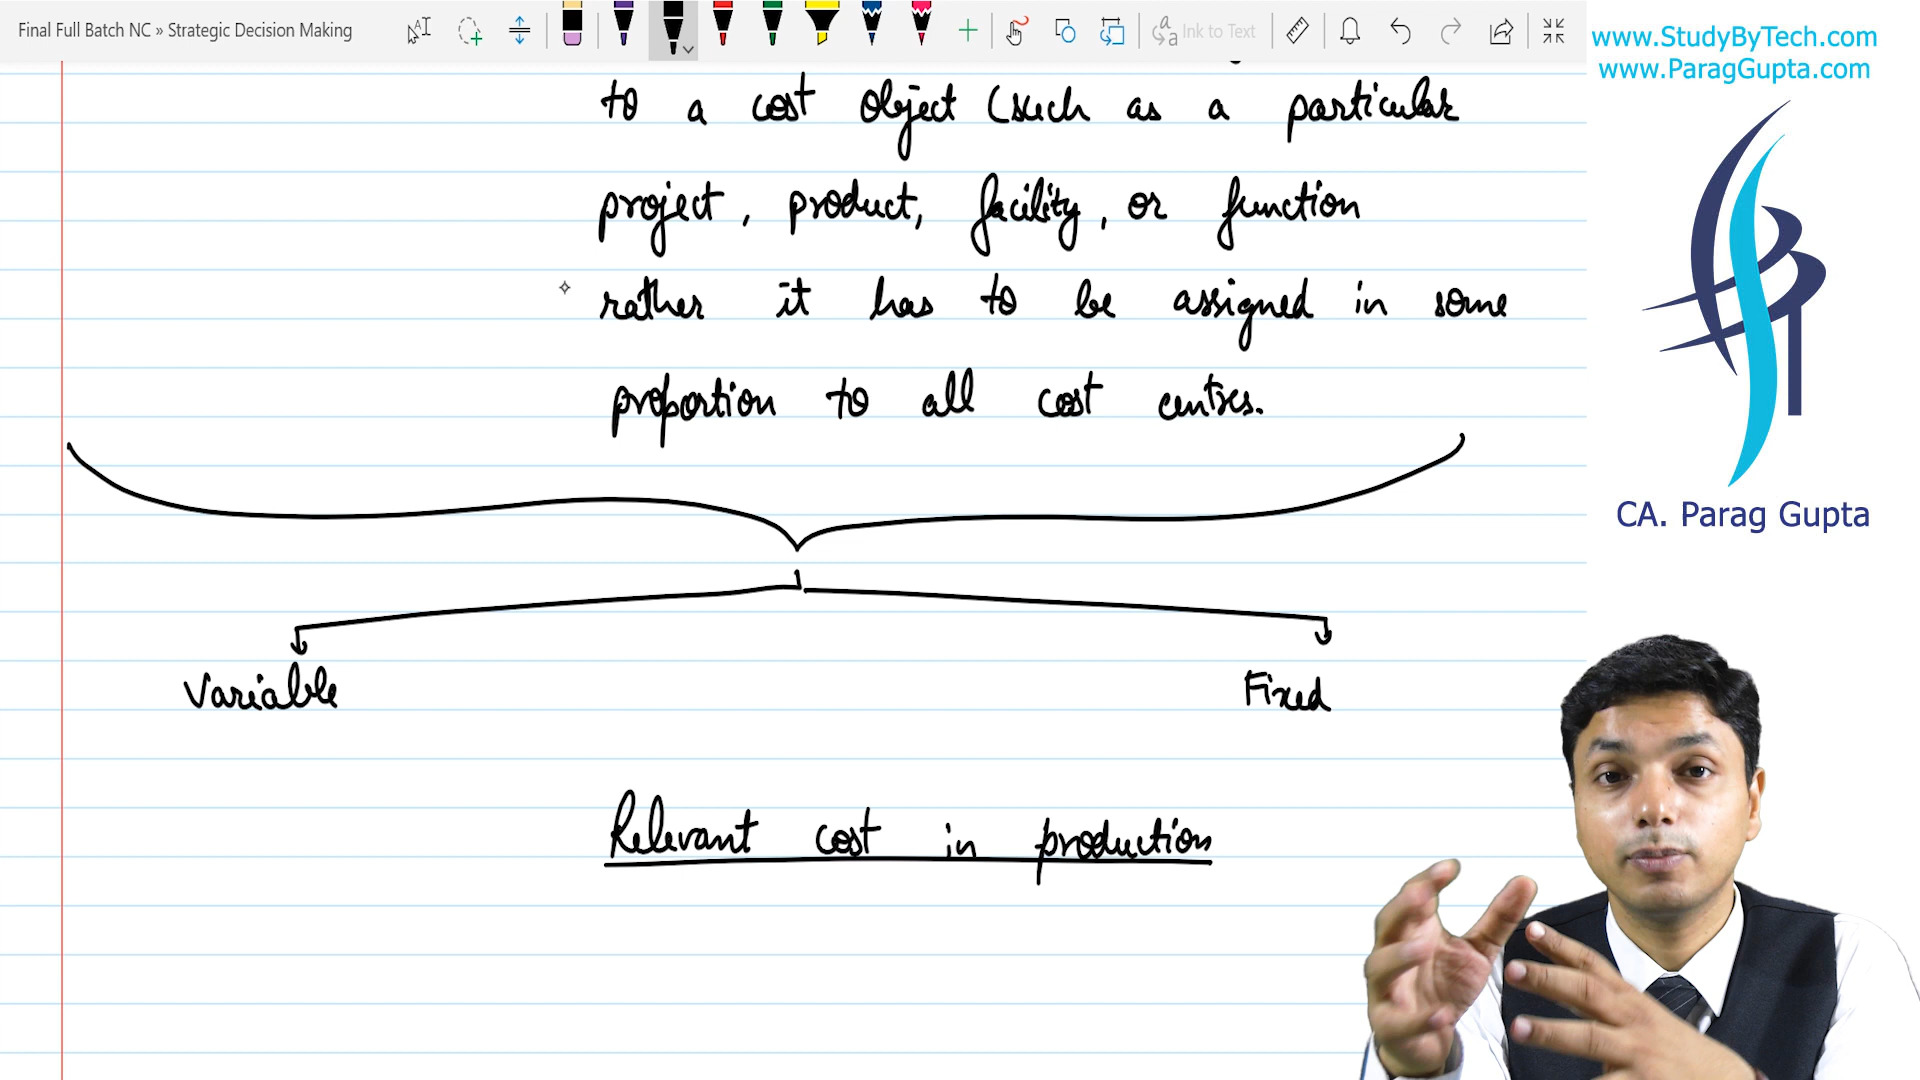 Final Full Batch NC » Strategic Decision Making
Ink to Text
www.StudyByTech.com
www.ParagGupta.com
to a cost object (such as a particular
project, product, facility, or function
rather it has to be assigned in some
proportion to all cost centres.
CA. Parag Gupta
Variable
Fixed
Relevant cost in production